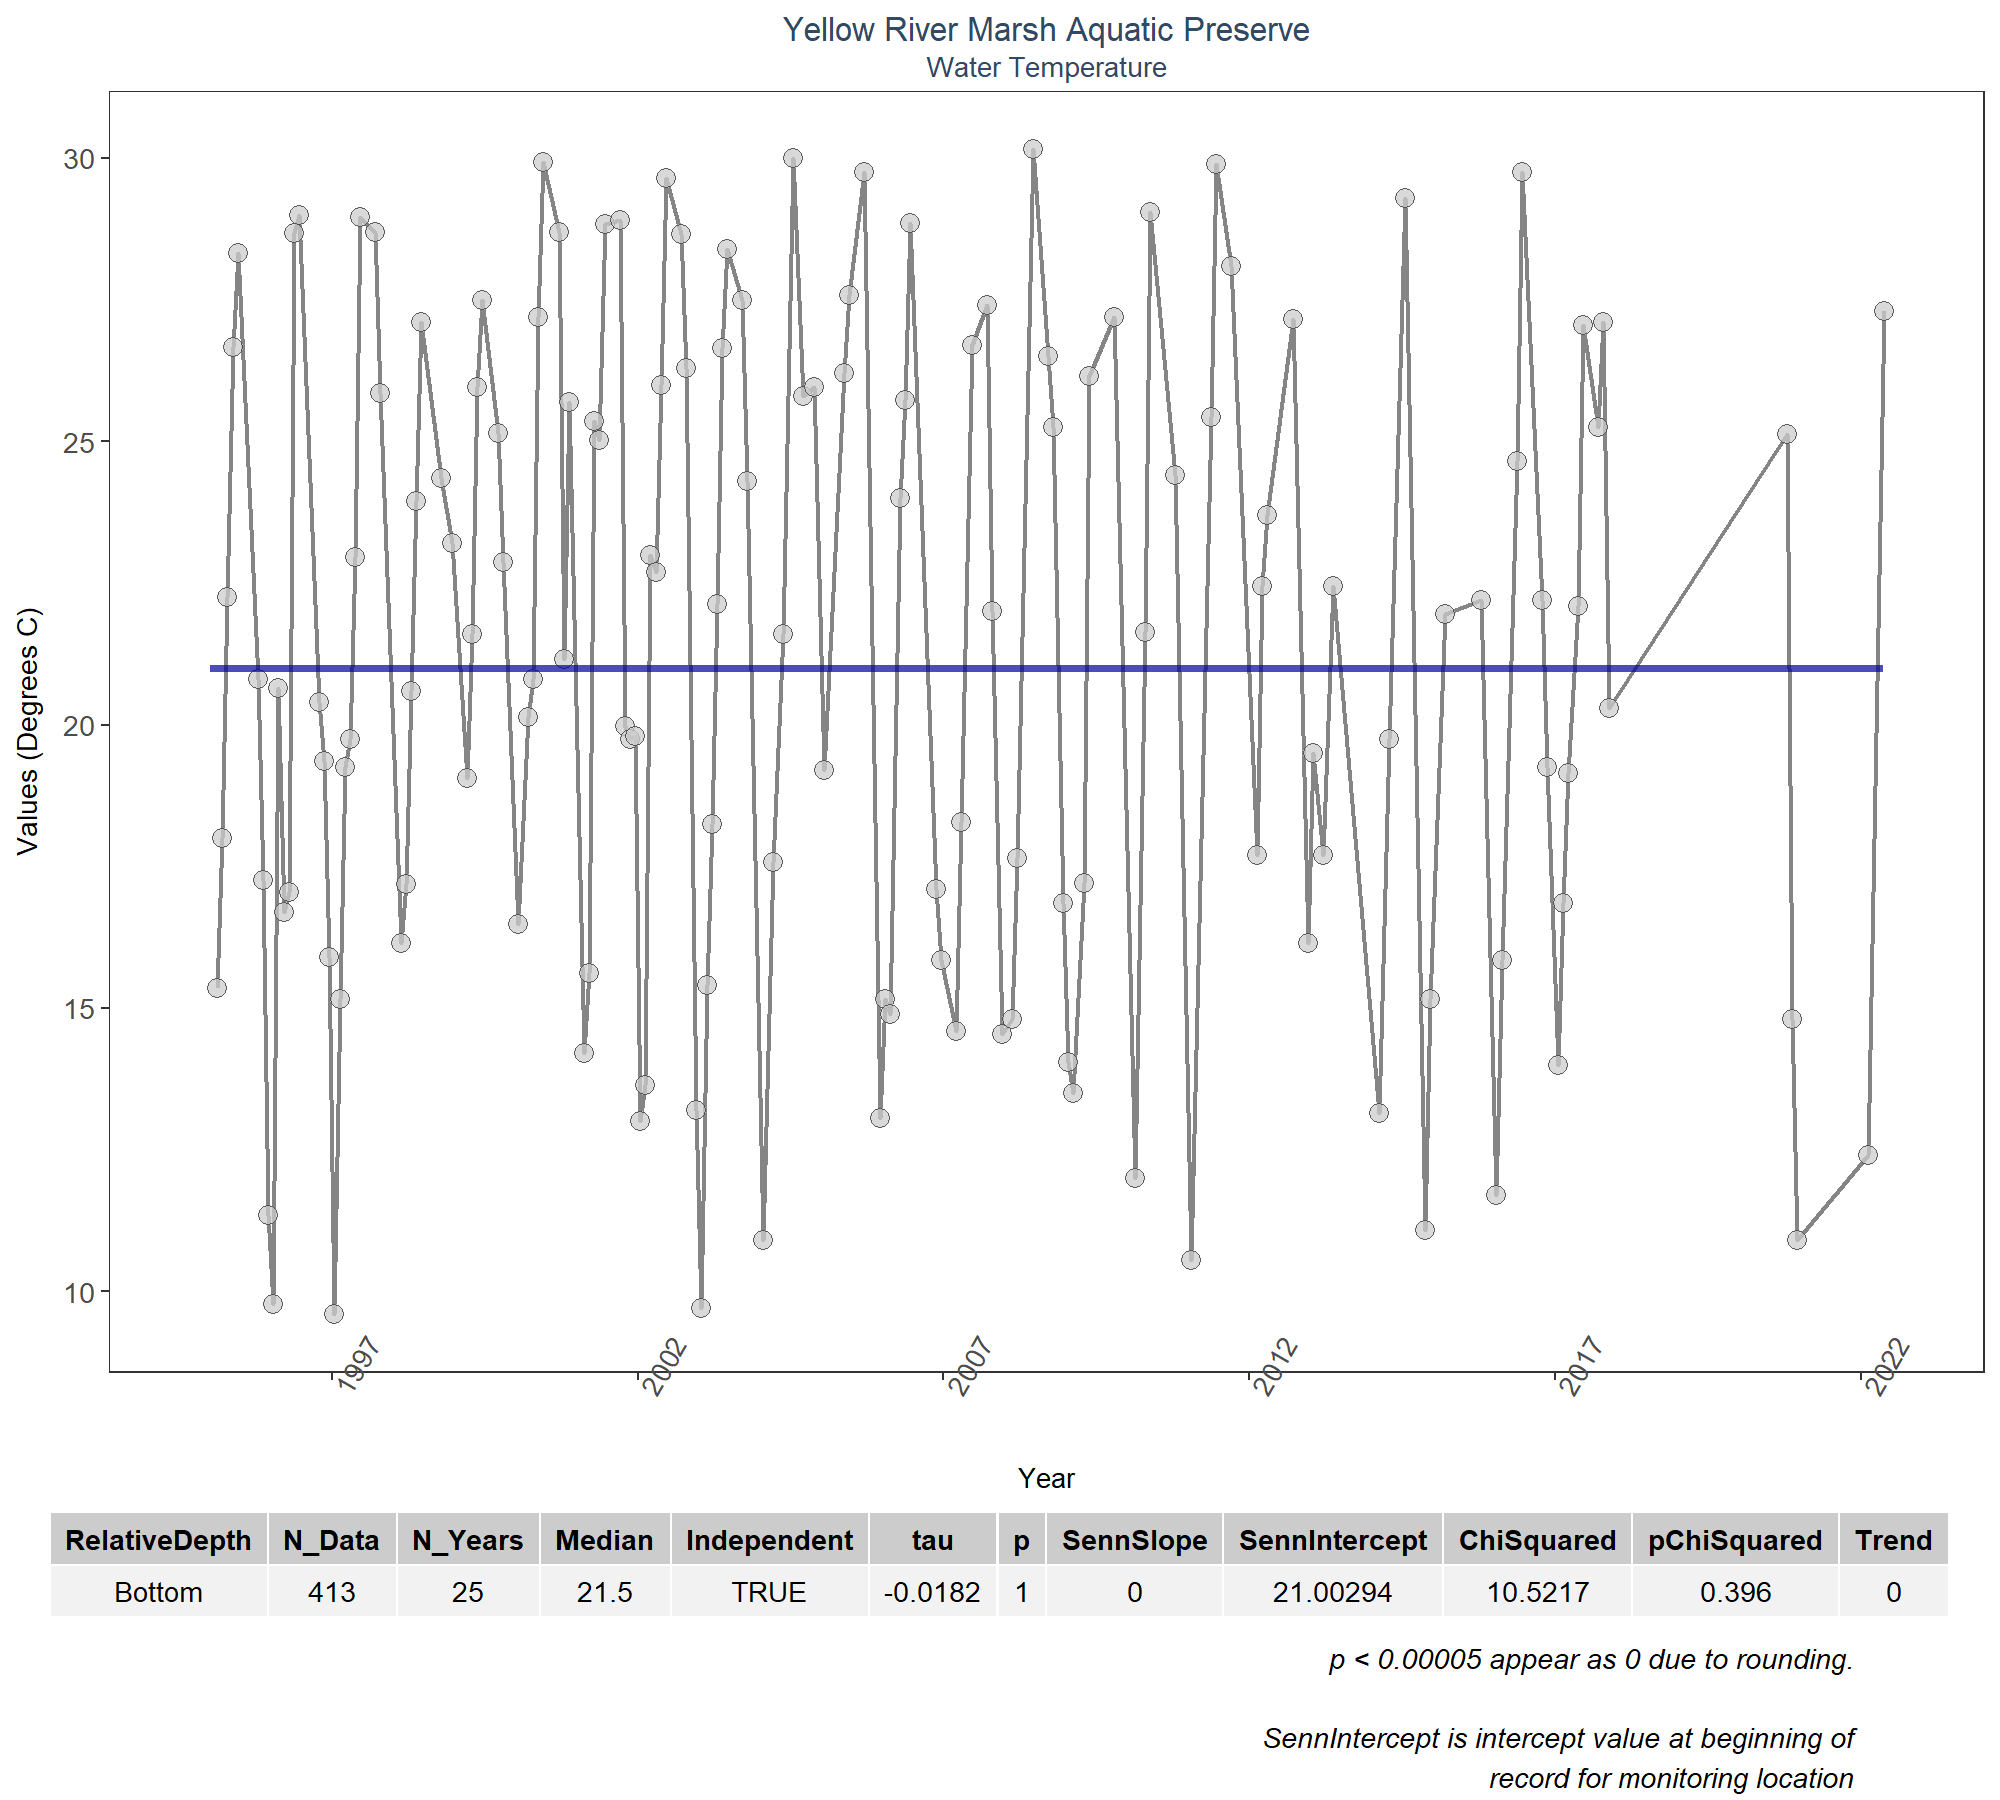 Yellow River Marsh Aquatic Preserve
Water Temperature
30
25
20
15
10
Values (Degrees C)
1997
2002
2007
2012
2017
2022
Year
RelativeDepth N_Data N_Years Median Independent tau p SennSlope SennIntercept ChiSquared pChiSquared Trend
Bottom 413 25 21.5 TRUE -0.0182 1 0 21.00294 10.5217 0.396 0
p < 0.00005 appear as 0 due to rounding.
SennIntercept is intercept value at beginning of
record for monitoring location